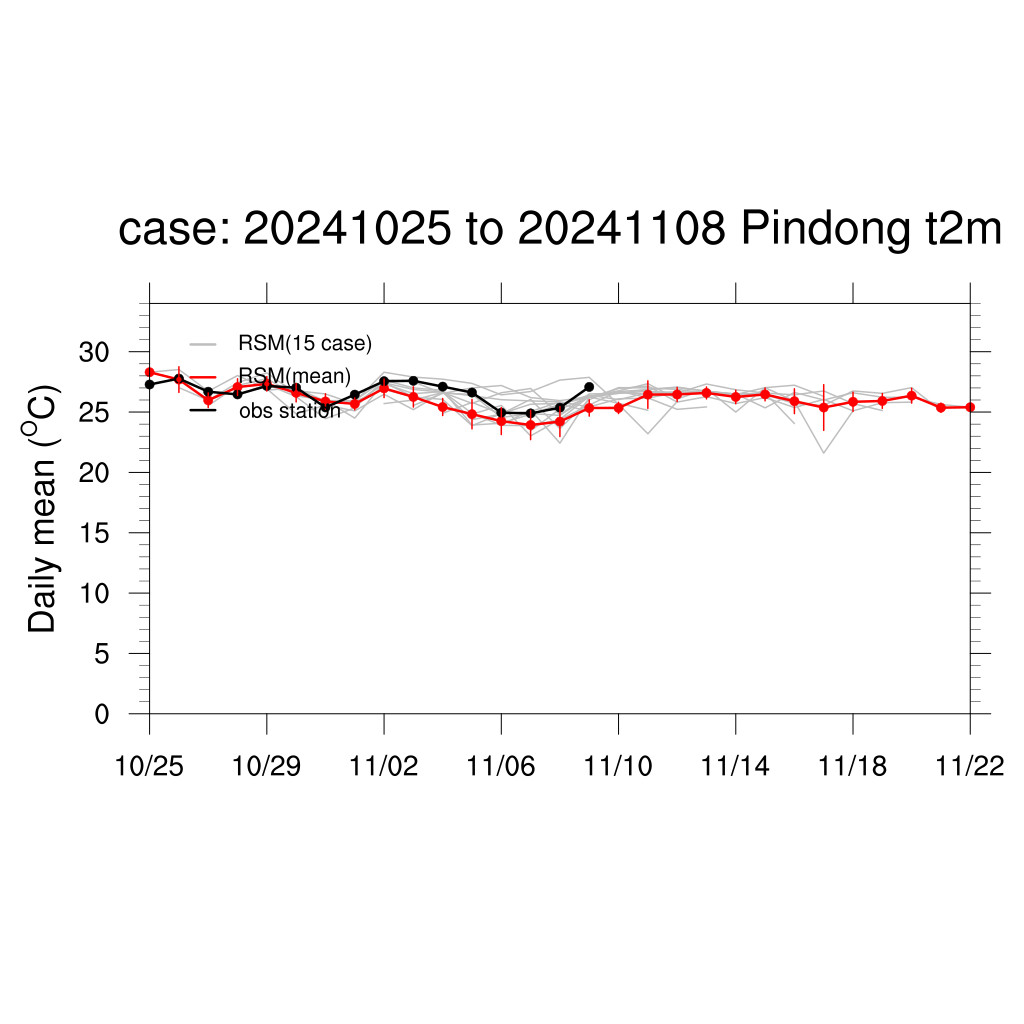 case: 20241025 to 20241108 Pindong t2m
RSM(15 case)
RSM(mean)
obs station
Daily mean (°C)
30
25
20
15
10
5
0
10/25 10/29 11/02 11/06 11/10 11/14 11/18 11/22